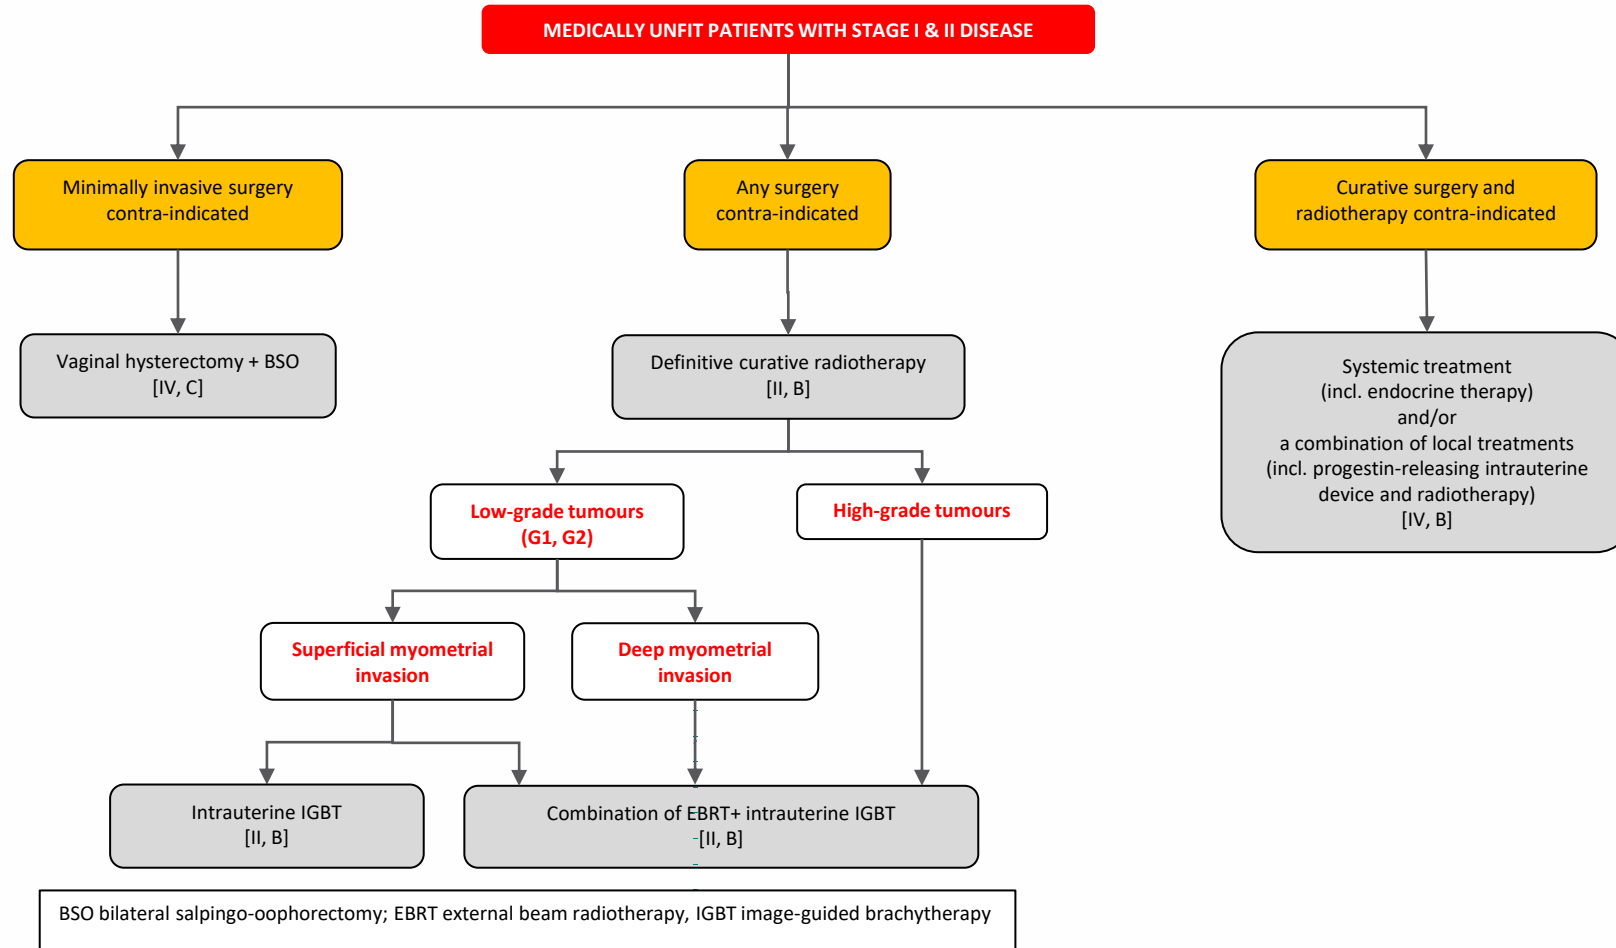 MEDICALLY UNFIT PATIENTS WITH STAGE I & II DISEASE
Minimally invasive surgery
contra-indicated
Any surgery
contra-indicated
Curative surgery and
radiotherapy contra-indicated
Vaginal hysterectomy + BSO
[IV, C]
Definitive curative radiotherapy
[II, B]
Systemic treatment
(incl. endocrine therapy)
and/or
a combination of local treatments
(incl. progestin-releasing intrauterine
device and radiotherapy)
[IV, B]
Low-grade tumours
(G1, G2)
High-grade tumours
Superficial myometrial
invasion
Deep myometrial
invasion
Intrauterine IGBT
[II, B]
Combination of EBRT+ intrauterine IGBT
[II, B]
BSO bilateral salpingo-oophorectomy; EBRT external beam radiotherapy, IGBT image-guided brachytherapy